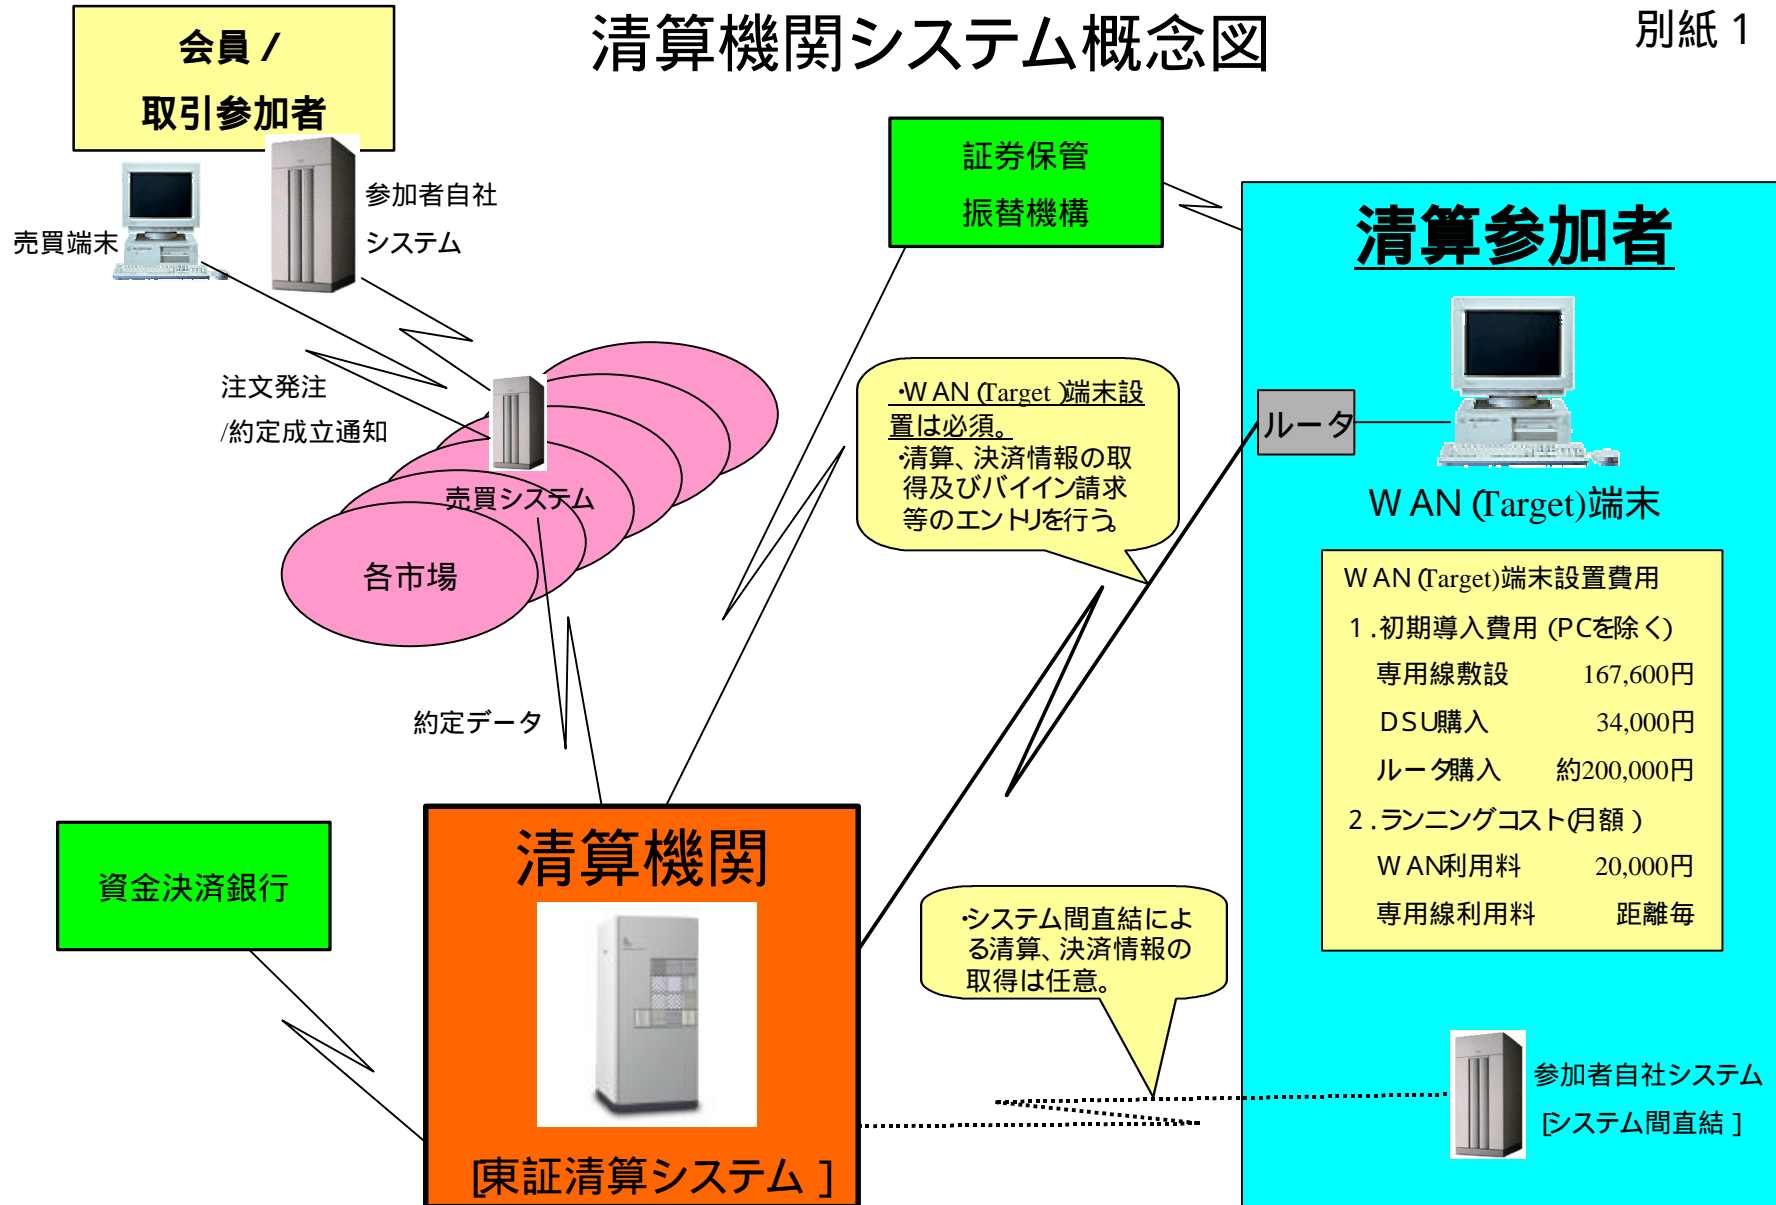 清算機関システム概念図
別紙1
会員/
取引参加者
参加者自社
システム
売買端末
注文発注
/約定成立通知
売買システム
各市場
約定データ
証券保管
振替機構
・WAN(Target)端末設
置は必須。
・清算、決済情報の取
得及びバイイン請求
等のエントリを行う。
清算参加者
ルータ
WAN(Target)端末
WAN(Target)端末設置費用
1.初期導入費用(PCを除く)
専用線敷設 167,600円
DSU購入 34,000円
ルータ購入 約200,000円
2.ランニングコスト(月額)
WAN利用料 20,000円
専用線利用料 距離毎
資金決済銀行
清算機関
[東証清算システム]
・システム間直結によ
る清算、決済情報の
取得は任意。
参加者自社システム
[システム間直結]